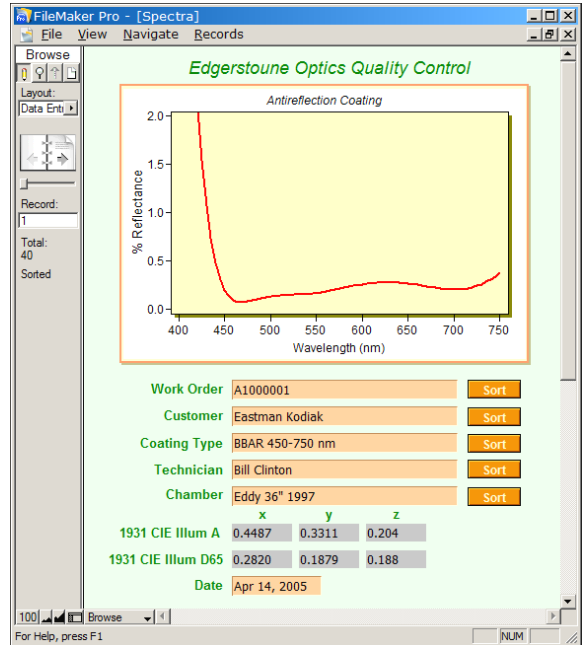 FileMaker Pro - [Spectra]
File View Navigate Records
Browse
Layout:
Data Ent
Record:
1
Total:
40
Sorted
Edgerstoune Optics Quality Control
Antireflection Coating
% Reflectance
2.0
1.5
1.0
0.5
0.0
400 450 500 550 600 650 700 750
Wavelength (nm)
Work Order A1000001 Sort
Customer Eastman Kodiak Sort
Coating Type BBAR 450-750 nm Sort
Technician Bill Clinton Sort
Chamber Eddy 36" 1997 Sort
x y z
1931 CIE Illum A 0.4487 0.3311 0.204
1931 CIE Illum D65 0.2820 0.1879 0.188
Date Apr 14, 2005
100 Browse
For Help, press F1
NUM